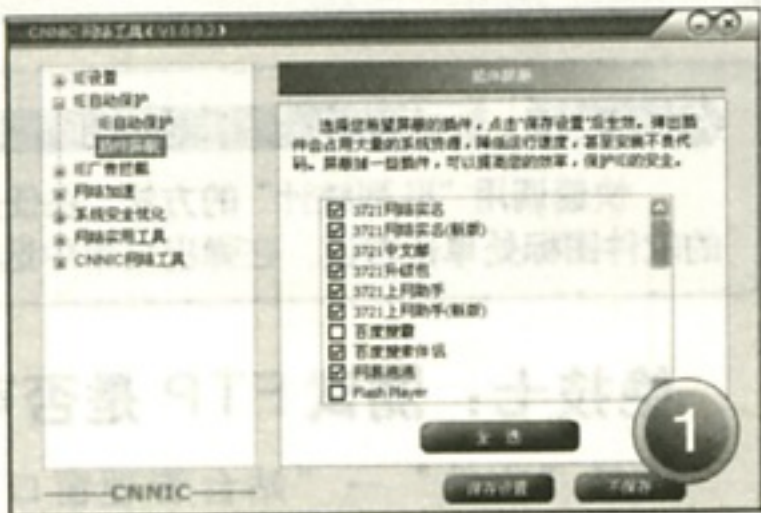 CNNIC网络工具(V1.0.0.2)
IE设置
IE自动保护
IE自动保护
插件屏蔽
IE广告拦截
网络加速
系统安全优化
网络实用工具
CNNIC网络工具
CNNIC
插件屏蔽
选择您希望屏蔽的插件，点击“保存设置”后生效。弹出插
件会占用大量的系统资源，降低运行速度，甚至安装不良代
码。屏蔽掉一些插件，可以提高您的效率，保护IE的安全。
3721网络实名
3721网络实名(新版)
3721中文邮
3721升级包
3721上网助手
3721上网助手(新版)
百度搜霸
百度搜索伴侣
网易泡泡
Flash Player
全选
保存设置
不保存
1